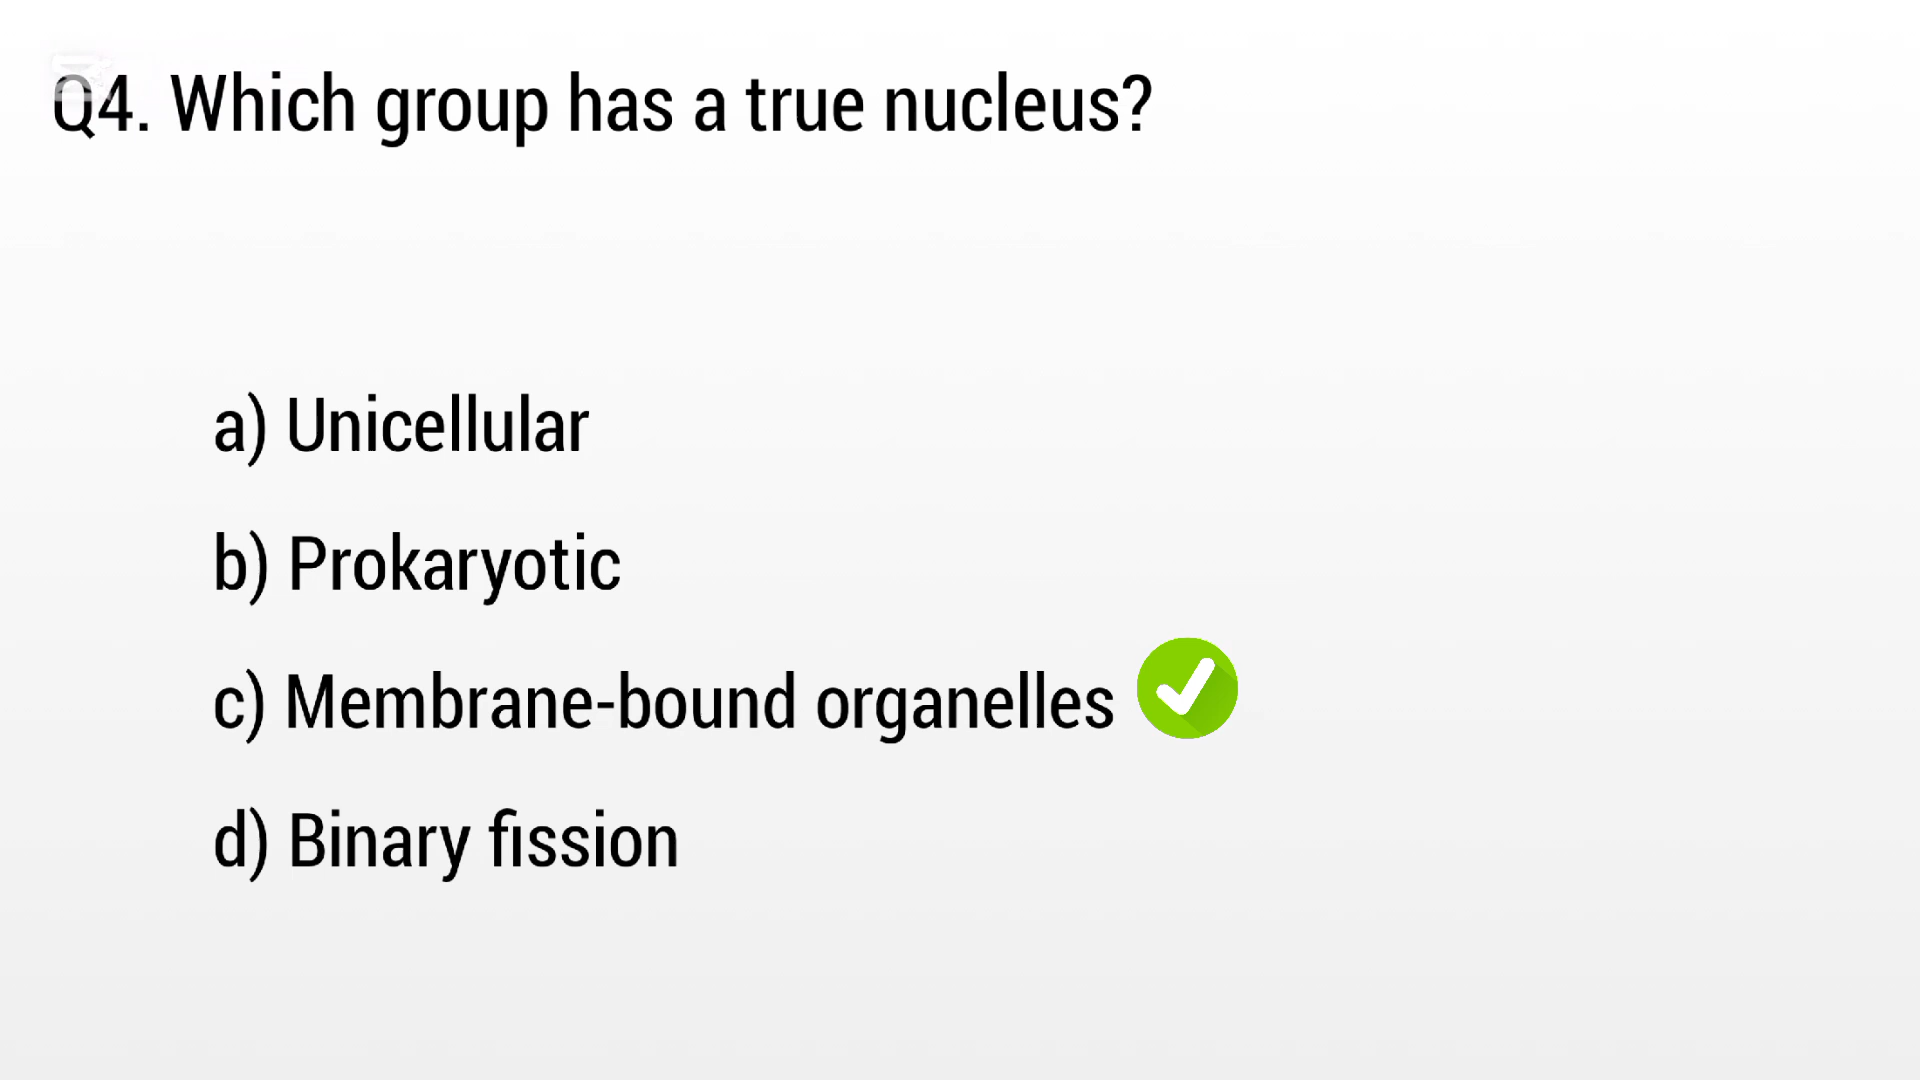 Q4. Which group has a true nucleus?
a) Unicellular
b) Prokaryotic
c) Membrane-bound organelles
d) Binary fission